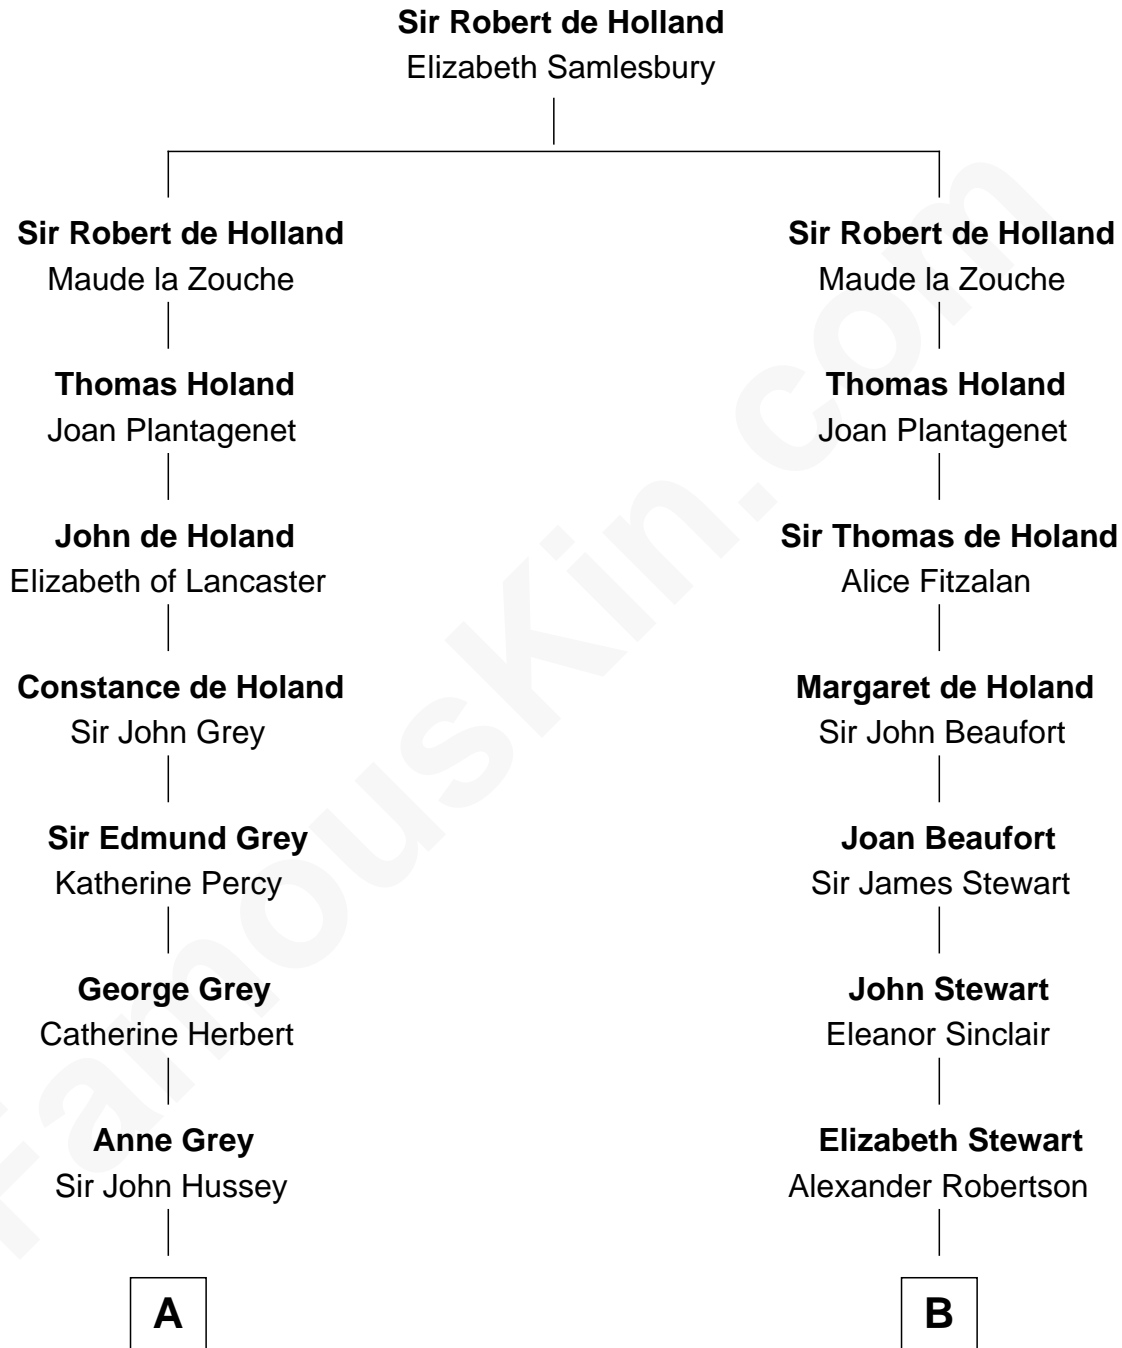 Sir Robert de Holland
Elizabeth Samlesbury
Sir Robert de Holland
Maude la Zouche
Thomas Holand
Joan Plantagenet
John de Holand
Elizabeth of Lancaster
Constance de Holand
Sir John Grey
Sir Edmund Grey
Katherine Percy
George Grey
Catherine Herbert
Anne Grey
Sir John Hussey
A
Sir Robert de Holland
Maude la Zouche
Thomas Holand
Joan Plantagenet
Sir Thomas de Holand
Alice Fitzalan
Margaret de Holand
Sir John Beaufort
Joan Beaufort
Sir James Stewart
John Stewart
Eleanor Sinclair
Elizabeth Stewart
Alexander Robertson
B
FamousKin.com